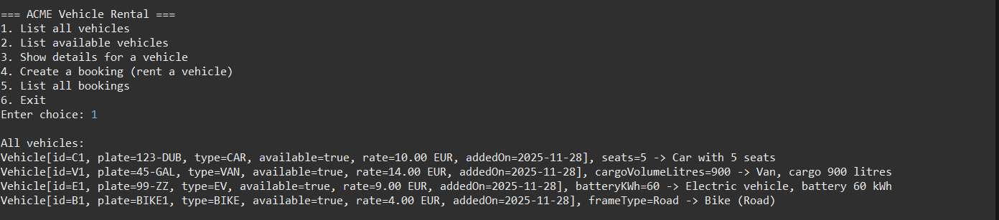 === ACME Vehicle Rental ===
1. List all vehicles
2. List available vehicles
3. Show details for a vehicle
4. Create a booking (rent a vehicle)
5. List all bookings
6. Exit
Enter choice: 1
All vehicles:
Vehicle[id=C1, plate=123-DUB, type=CAR, available=true, rate=10.00 EUR, addedOn=2025-11-28], seats=5 -> Car with 5 seats
Vehicle[id=V1, plate=45-GAL, type=VAN, available=true, rate=14.00 EUR, addedOn=2025-11-28], cargoVolumeLitres=900 -> Van, cargo 900 litres
Vehicle[id=E1, plate=99-ZZ, type=EV, available=true, rate=9.00 EUR, addedOn=2025-11-28], batteryKWh=60 -> Electric vehicle, battery 60 kWh
Vehicle[id=B1, plate=BIKE1, type=BIKE, available=true, rate=4.00 EUR, addedOn=2025-11-28], frameType=Road -> Bike (Road)